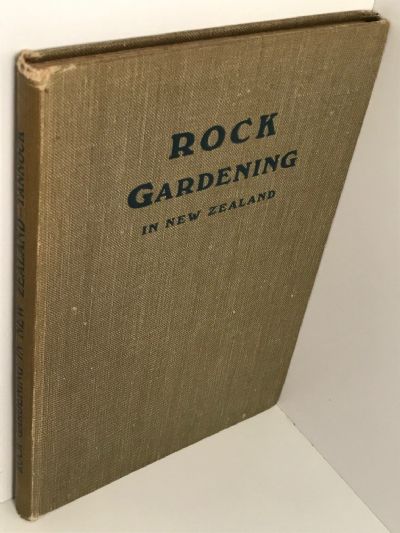 ROCK
GARDENING
IN NEW ZEALAND
ROCK GARDENING IN NEW ZEALAND - TANNOCK